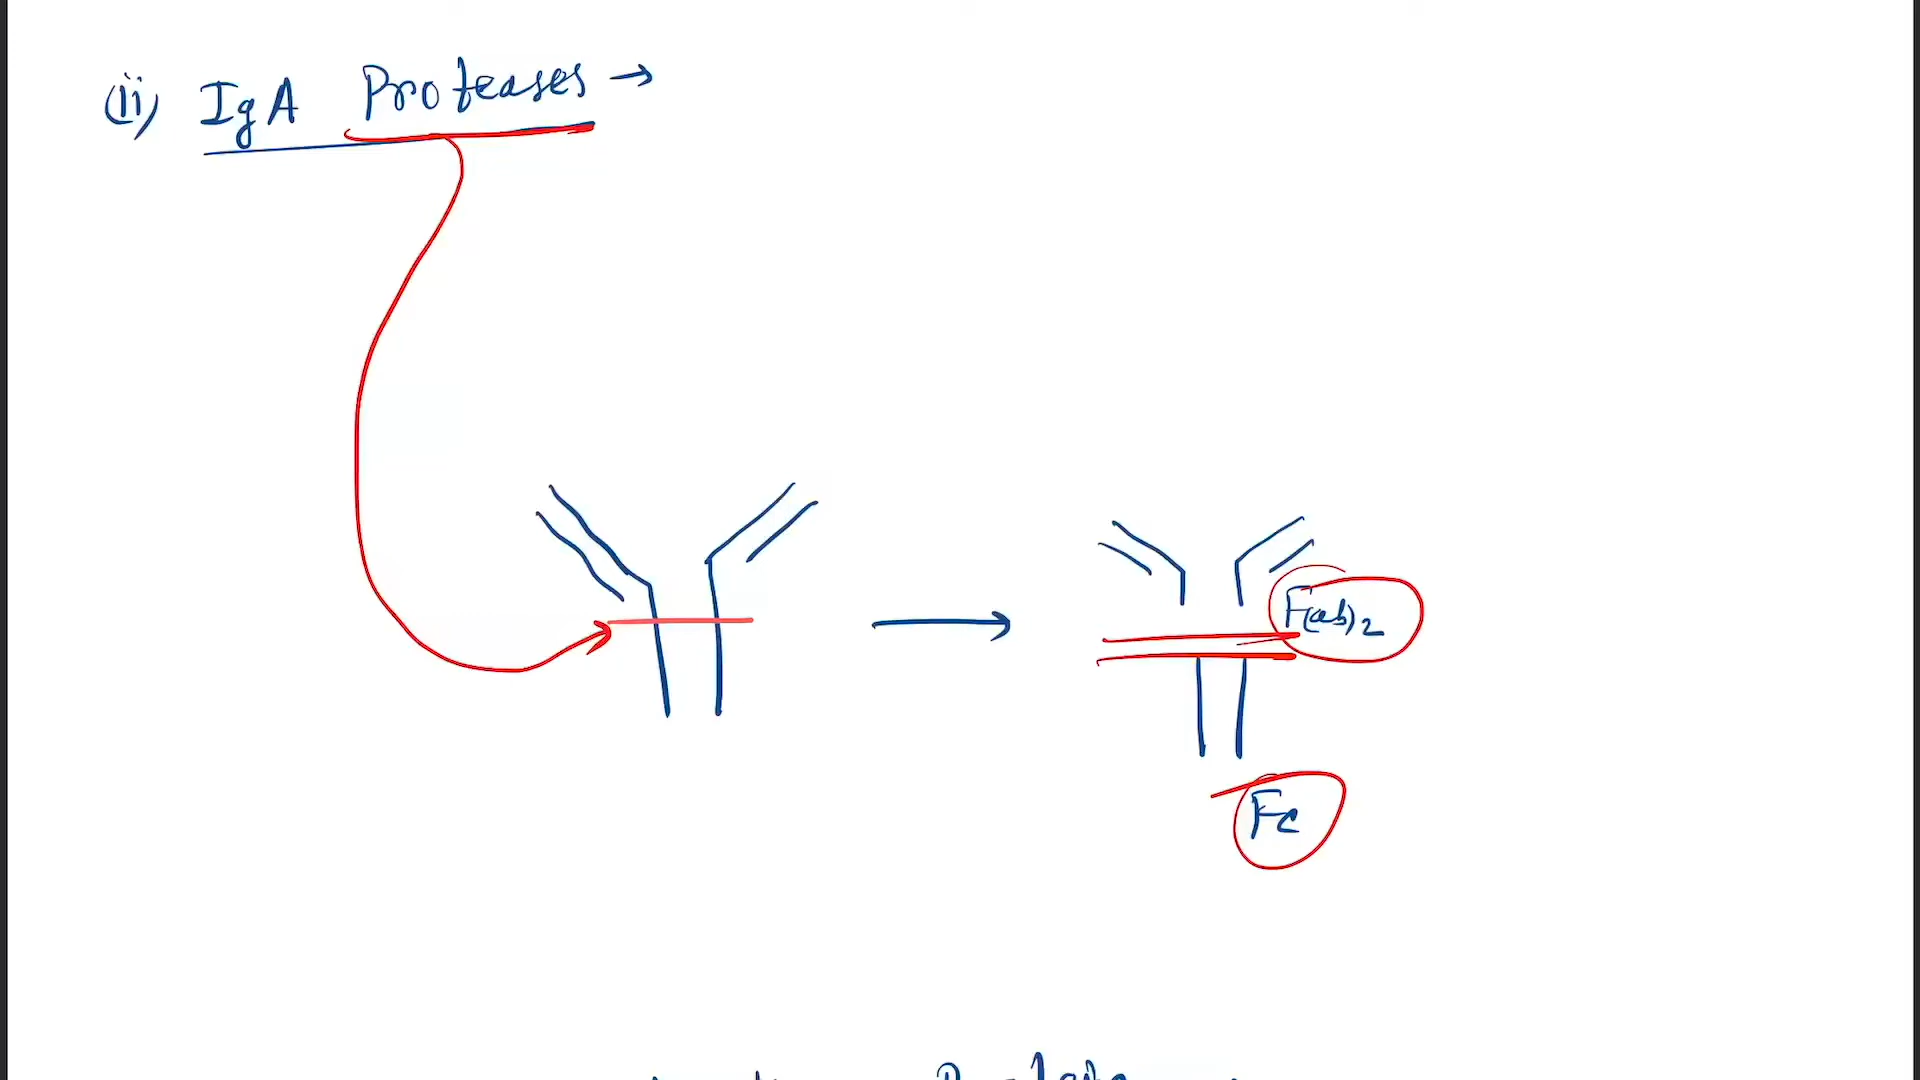 (ii) IgA Proteases →
F(ab)2
Fc